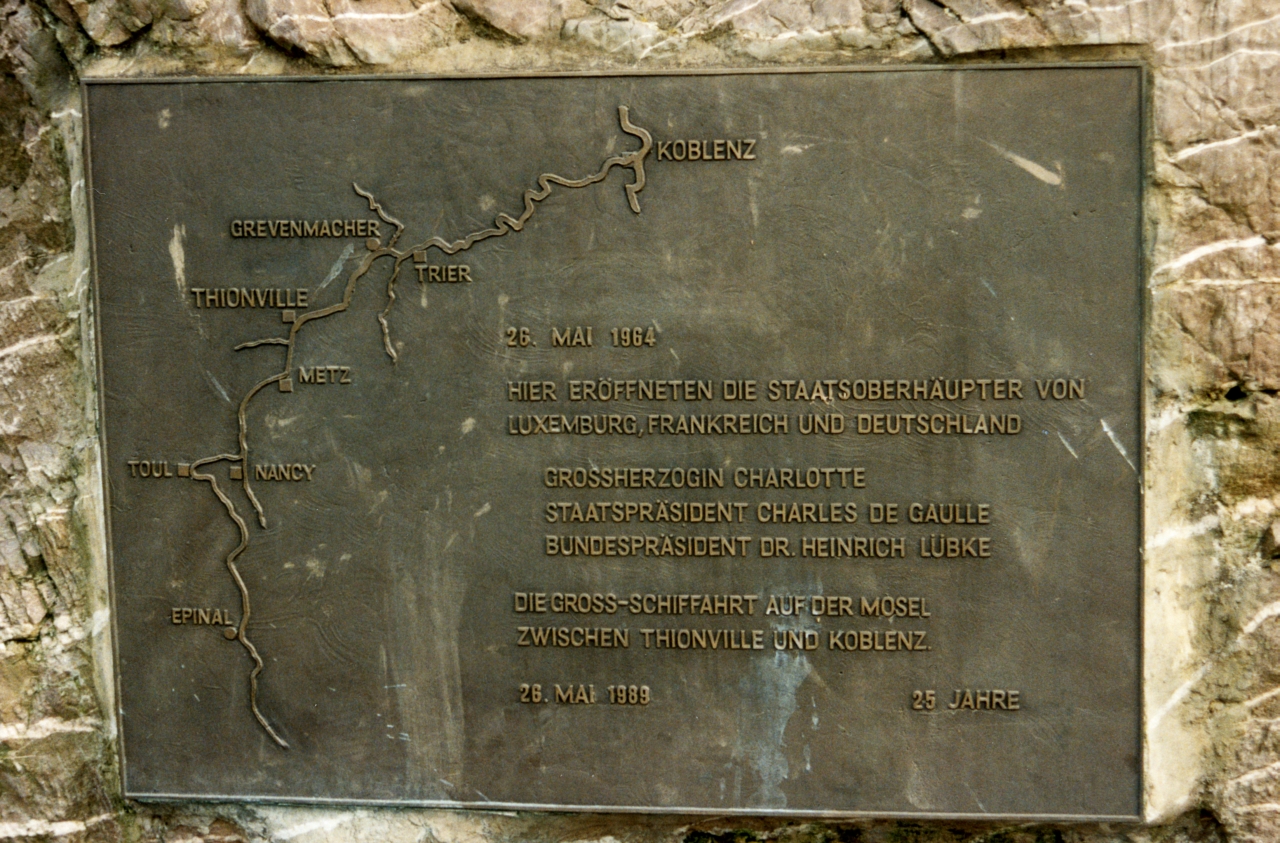 KOBLENZ
GREVENMACHER
TRIER
THIONVILLE
26. MAI 1964
METZ
HIER ERÖFFNETEN DIE STAATSOBERHÄUPTER VON
LUXEMBURG, FRANKREICH UND DEUTSCHLAND
TOUL NANCY
GROSSHERZOGIN CHARLOTTE
STAATSPRÄSIDENT CHARLES DE GAULLE
BUNDESPRÄSIDENT DR. HEINRICH LÜBKE
EPINAL
DIE GROSS-SCHIFFAHRT AUF DER MOSEL
ZWISCHEN THIONVILLE UND KOBLENZ.
26. MAI 1989 25 JAHRE